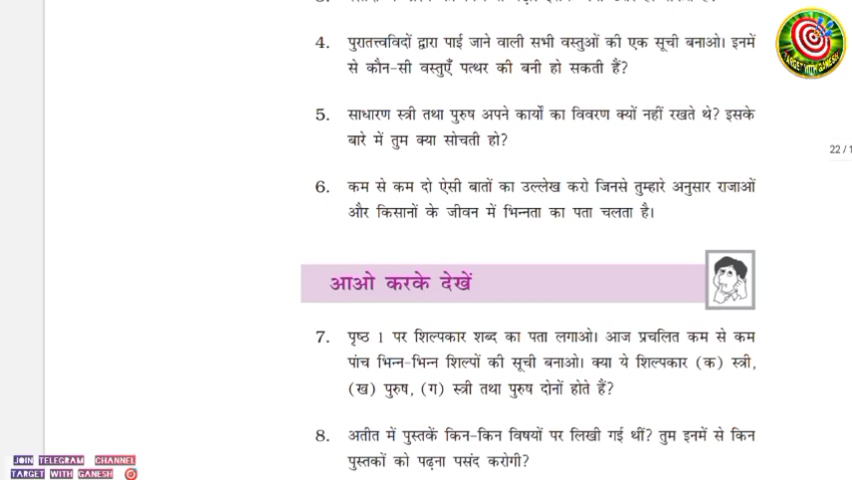 4. पुरातत्त्वविदों द्वारा पाई जाने वाली सभी वस्तुओं की एक सूची बनाओ। इनमें
से कौन-सी वस्तुएँ पत्थर की बनी हो सकती हैं?
5. साधारण स्त्री तथा पुरुष अपने कार्यों का विवरण क्यों नहीं रखते थे? इसके
बारे में तुम क्या सोचती हो?
6. कम से कम दो ऐसी बातों का उल्लेख करो जिनसे तुम्हारे अनुसार राजाओं
और किसानों के जीवन में भिन्नता का पता चलता है।
आओ करके देखें
7. पृष्ठ 1 पर शिल्पकार शब्द का पता लगाओ। आज प्रचलित कम से कम
पांच भिन्न-भिन्न शिल्पों की सूची बनाओ। क्या ये शिल्पकार (क) स्त्री,
(ख) पुरुष, (ग) स्त्री तथा पुरुष दोनों होते हैं?
8. अतीत में पुस्तकें किन-किन विषयों पर लिखी गई थीं? तुम इनमें से किन
पुस्तकों को पढ़ना पसंद करोगी?
TARGET WITH GANESH
22 / 1
JOIN TELEGRAM CHANNEL
TARGET WITH GANESH